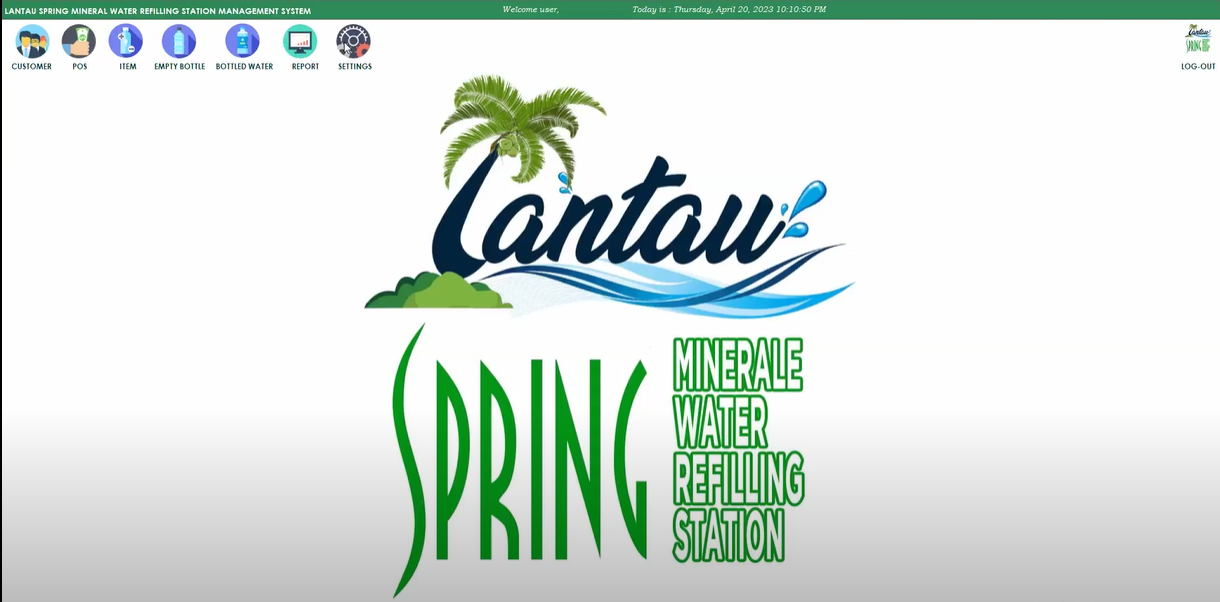 LANTAU SPRING MINERAL WATER REFILLING STATION MANAGEMENT SYSTEM
Welcome user,
Today is : Thursday, April 20, 2023 10:10:50 PM
CUSTOMER
POS
ITEM
EMPTY BOTTLE
BOTTLED WATER
REPORT
SETTINGS
LOG-OUT
Lantau
SPRING
MINERALE
WATER
REFILLING
STATION